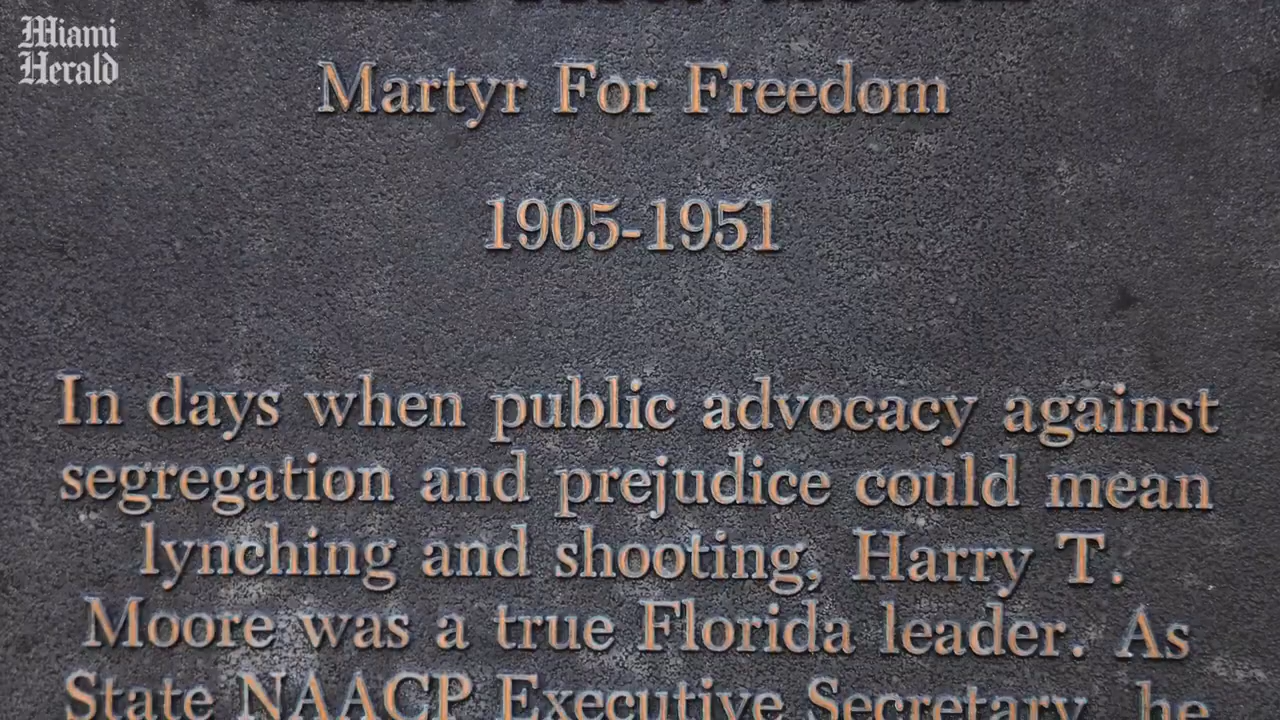 Miami
Herald
Martyr For Freedom
1905-1951
In days when public advocacy against
segregation and prejudice could mean
lynching and shooting, Harry T.
Moore was a true Florida leader. As
State NAACP Executive Secretary, he